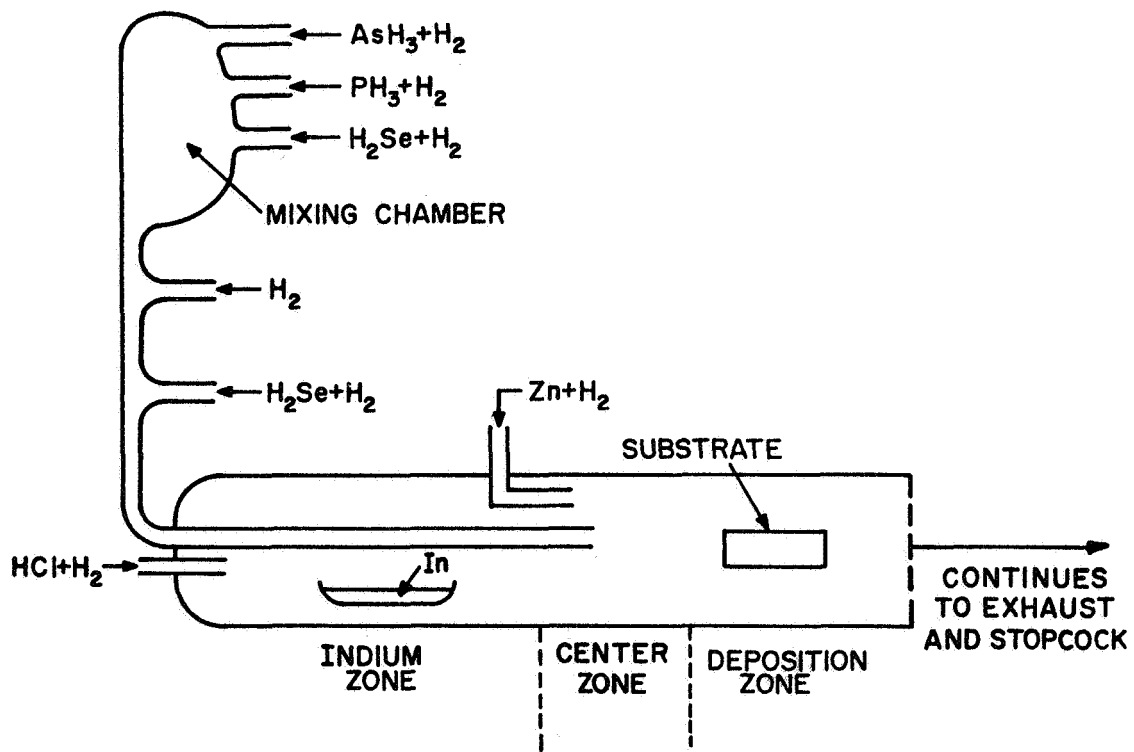 AsH₃+H₂
PH₃+H₂
H₂Se+H₂
MIXING CHAMBER
H₂
H₂Se+H₂
Zn+H₂
SUBSTRATE
HCl+H₂
In
CONTINUES
TO EXHAUST
AND STOPCOCK
INDIUM
ZONE
CENTER
ZONE
DEPOSITION
ZONE